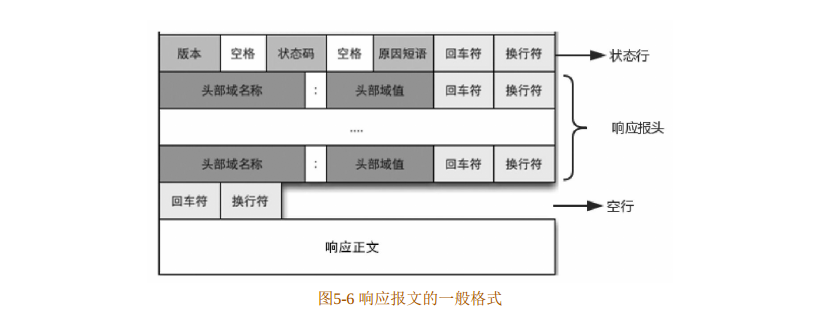 版本 空格 状态码 空格 原因短语 回车符 换行符 状态行
头部域名称 : 头部域值 回车符 换行符
....
响应报头
头部域名称 : 头部域值 回车符 换行符
回车符 换行符 空行
响应正文
图5-6 响应报文的一般格式